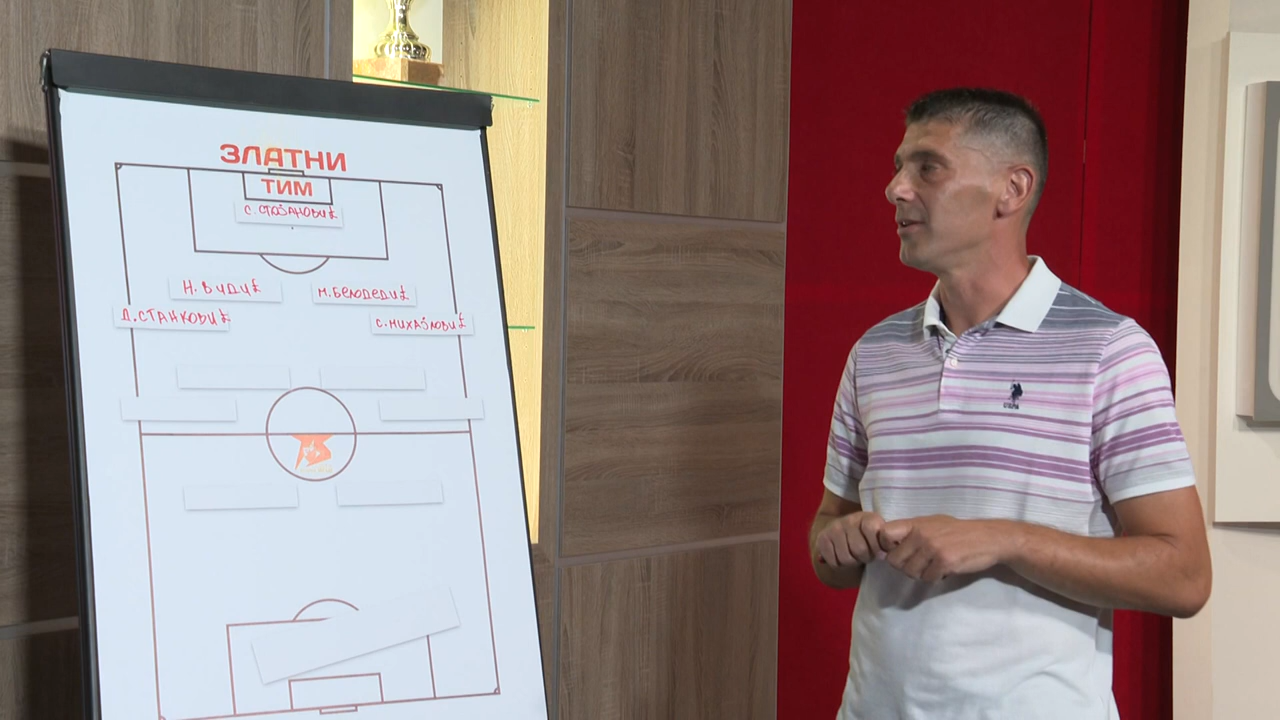 ЗЛАТНИ
ТИМ
С. СТОЈАНОВИЋ
Н. ВИДИЋ
М. БЕЛОДЕДИЋ
Д. СТАНКОВИЋ
С. МИХАЈЛОВИЋ